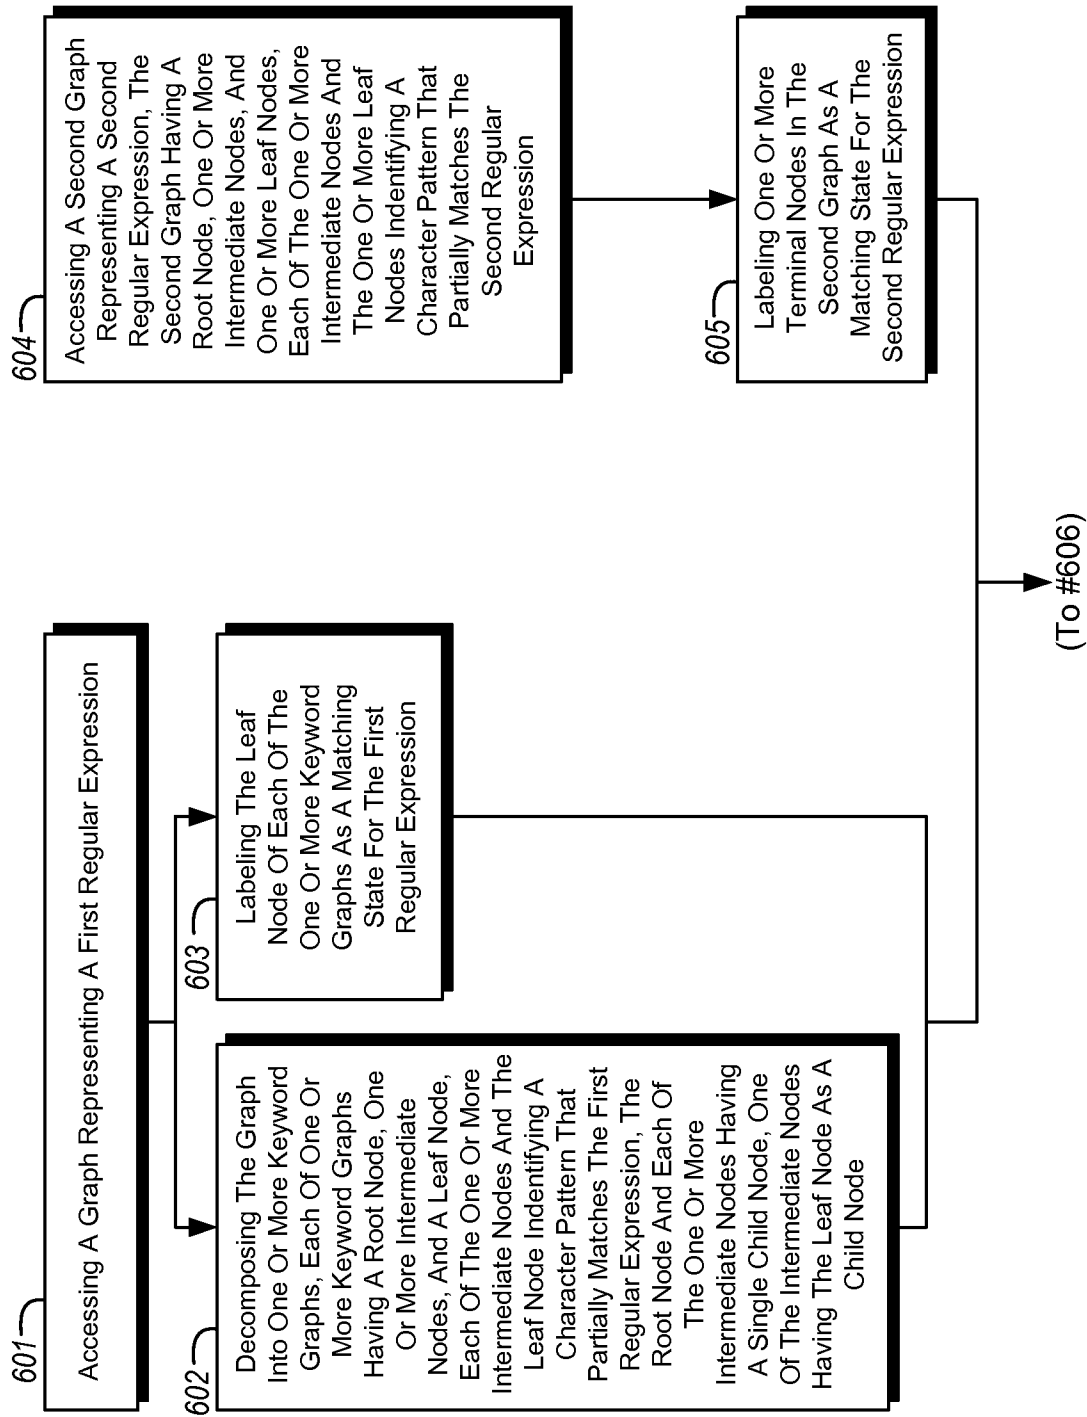 601
Accessing A Graph Representing A First Regular Expression
602
Decomposing The Graph
Into One Or More Keyword
Graphs, Each Of One Or
More Keyword Graphs
Having A Root Node, One
Or More Intermediate
Nodes, And A Leaf Node,
Each Of The One Or More
Intermediate Nodes And The
Leaf Node Indentifying A
Character Pattern That
Partially Matches The First
Regular Expression, The
Root Node And Each Of
The One Or More
Intermediate Nodes Having
A Single Child Node, One
Of The Intermediate Nodes
Having The Leaf Node As A
Child Node
603
Labeling The Leaf
Node Of Each Of The
One Or More Keyword
Graphs As A Matching
State For The First
Regular Expression
604
Accessing A Second Graph
Representing A Second
Regular Expression, The
Second Graph Having A
Root Node, One Or More
Intermediate Nodes, And
One Or More Leaf Nodes,
Each Of The One Or More
Intermediate Nodes And
The One Or More Leaf
Nodes Indentifying A
Character Pattern That
Partially Matches The
Second Regular
Expression
605
Labeling One Or More
Terminal Nodes In The
Second Graph As A
Matching State For The
Second Regular Expression
(To #606)